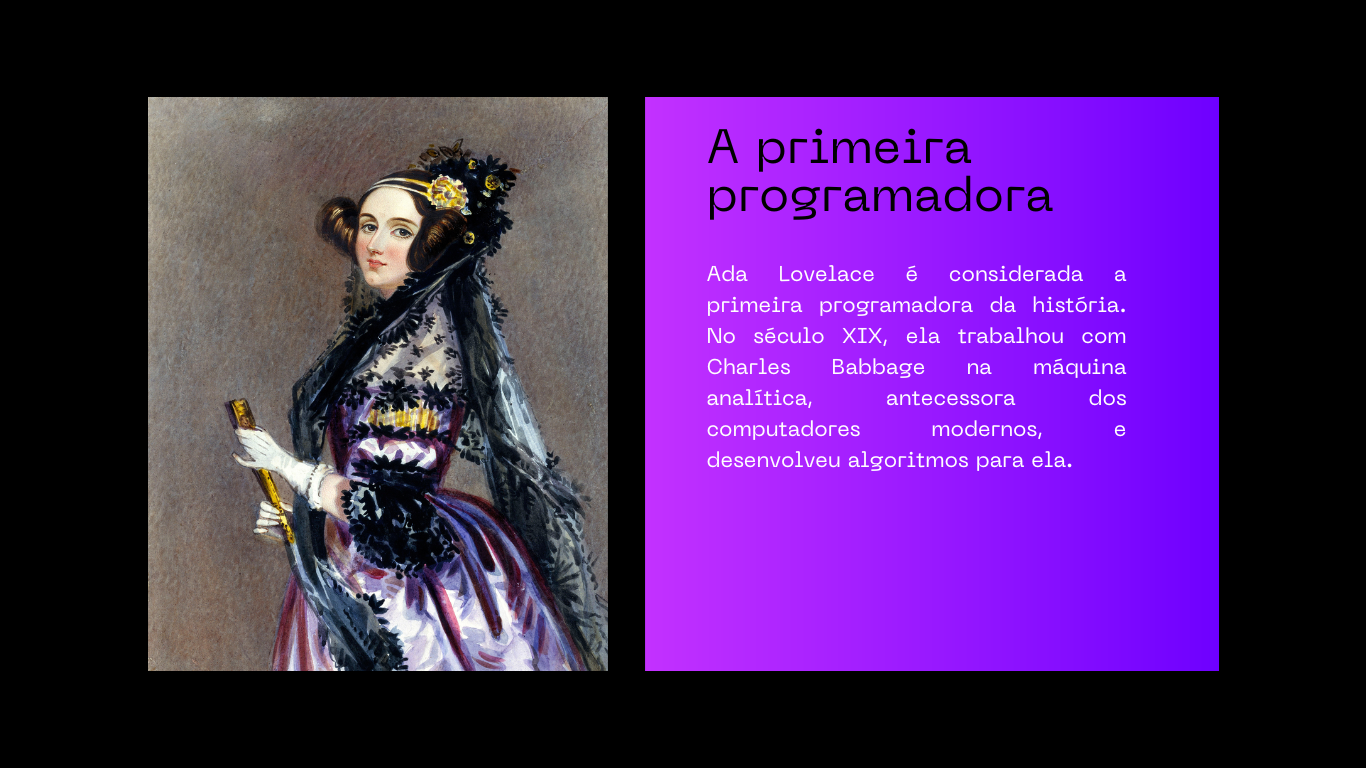 A primeira
programadora
Ada Lovelace é considerada a
primeira programadora da história.
No século XIX, ela trabalhou com
Charles Babbage na máquina
analítica, antecessora dos
computadores modernos, e
desenvolveu algoritmos para ela.